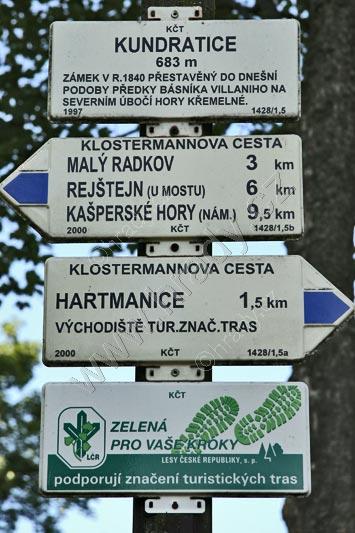 KČT
KUNDRATICE
683 m
ZÁMEK V R.1840 PŘESTAVĚNÝ DO DNEŠNÍ
PODOBY PŘEDKY BÁSNÍKA VILLANIHO NA
SEVERNÍM ÚBOČÍ HORY KŘEMELNÉ.
1997 1428/1,5
KLOSTERMANNOVA CESTA
MALÝ RADKOV 3 km
REJŠTEJN (U MOSTU) 6 km
KAŠPERSKÉ HORY (NÁM.) 9,5 km
2000 KČT 1428/1,5b
KLOSTERMANNOVA CESTA
HARTMANICE 1,5 km
VÝCHODIŠTĚ TUR.ZNAČ.TRAS
2000 KČT 1428/1,5a
KČT
ZELENÁ
PRO VAŠE KROKY
LESY ČESKÉ REPUBLIKY, s. p.
LČR
podporují značení turistických tras